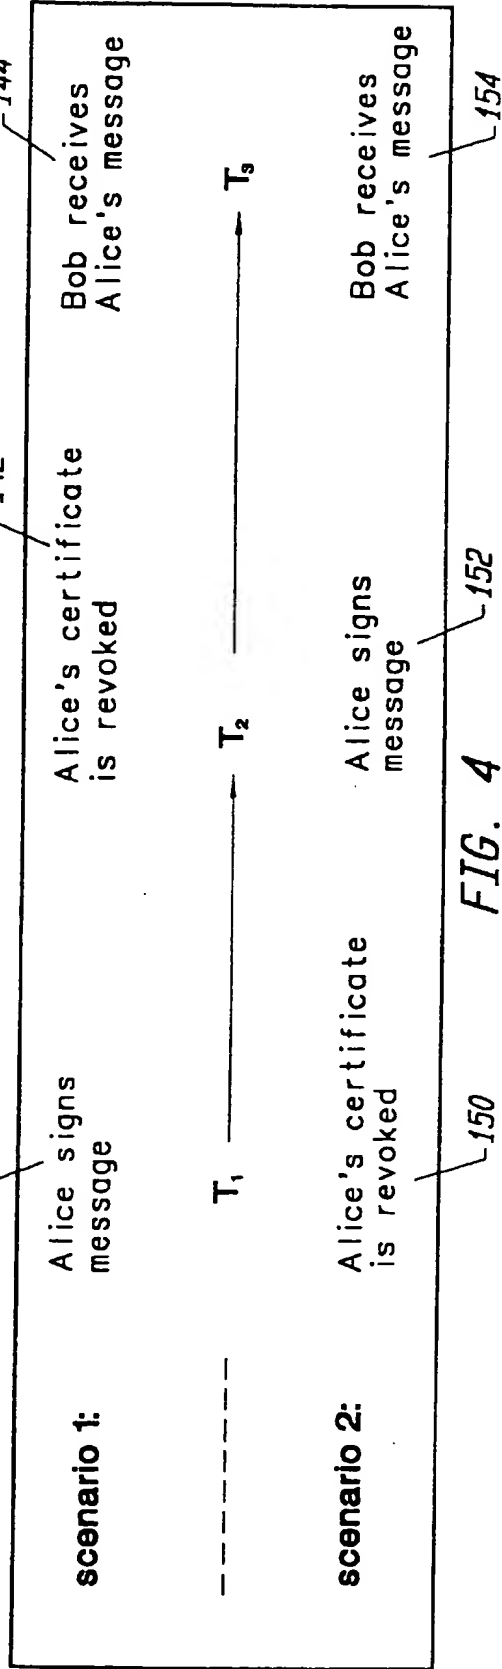 144
scenario 1:
Alice signs
message
Alice's certificate
is revoked
Bob receives
Alice's message
T₁
T₂
T₃
scenario 2:
Alice's certificate
is revoked
Alice signs
message
Bob receives
Alice's message
150
152
154
FIG. 4